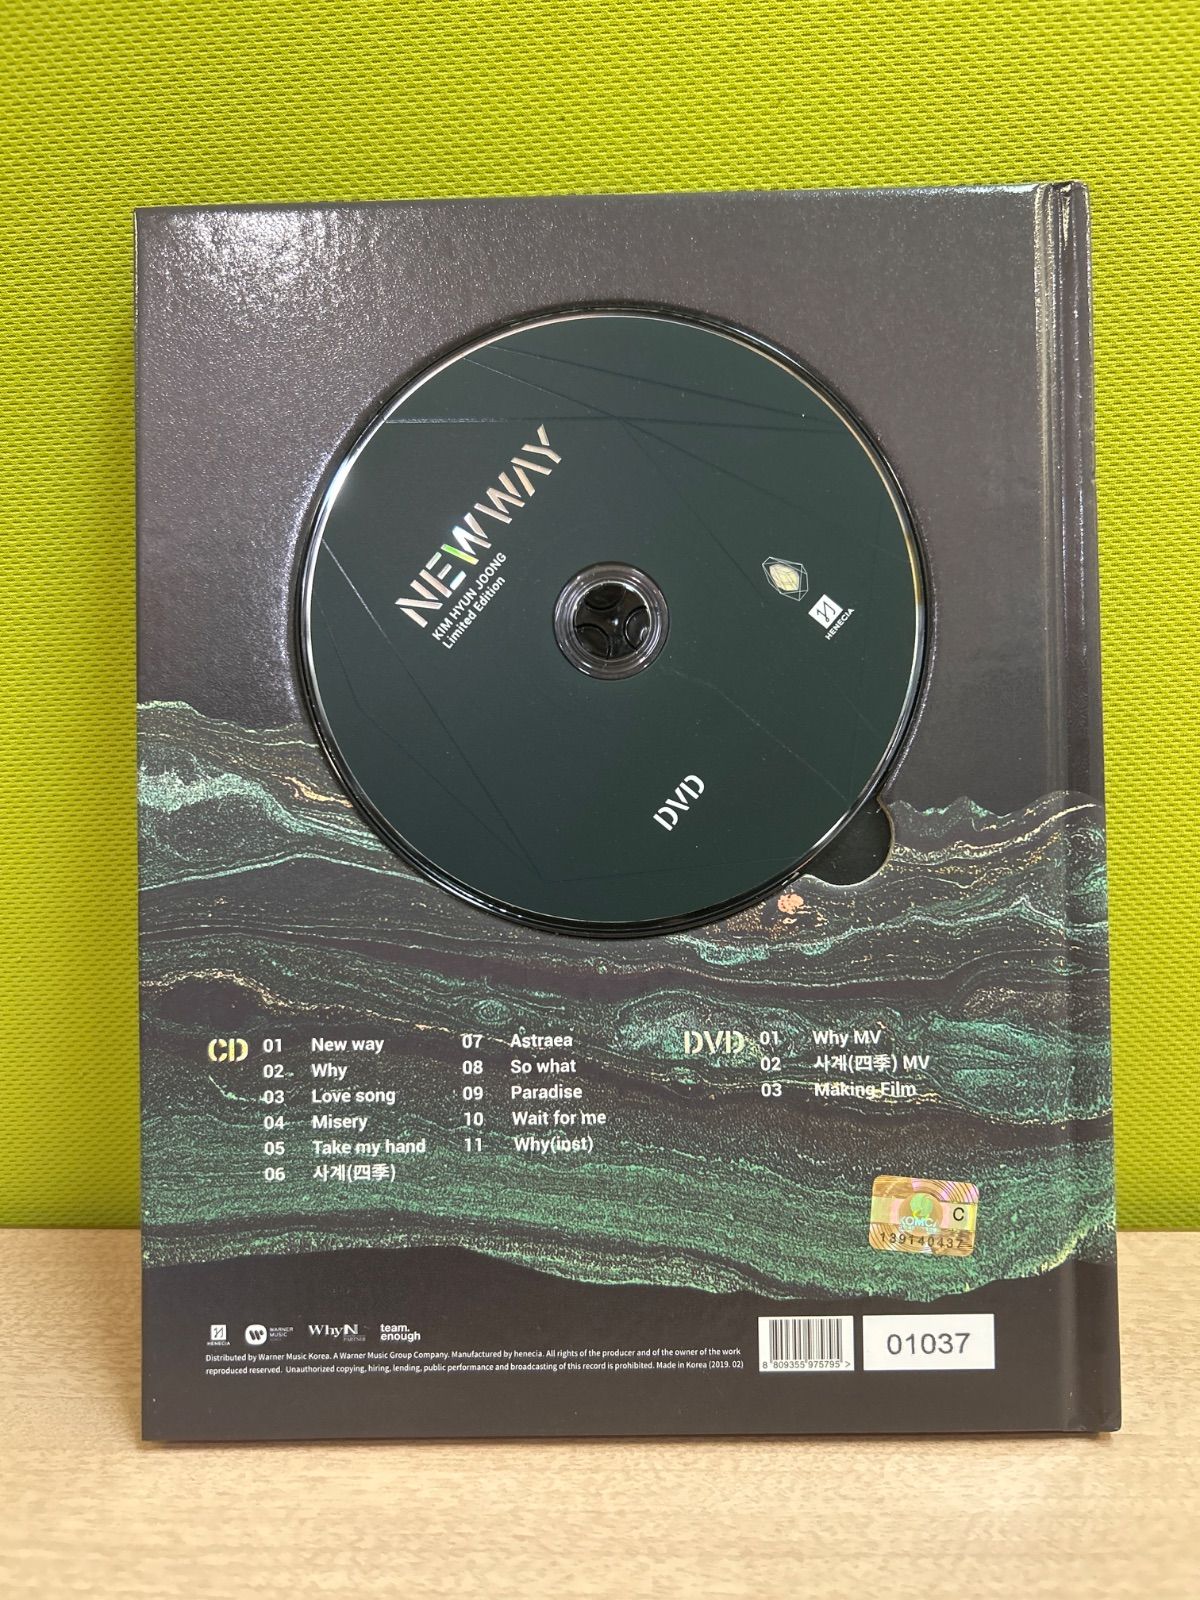 NEW WAY
KIM HYUN JOONG
Limited Edition
HENECIA
DVD
CD
01 New way
02 Why
03 Love song
04 Misery
05 Take my hand
06 사계(四季)
07 Astraea
08 So what
09 Paradise
10 Wait for me
11 Why(inst)
DVD
01 Why MV
02 사계(四季) MV
03 Making Film
KOMCA
C
139140437
HENECIA
WARNER
MUSIC
WhyN
PARTNER
team.
enough
Distributed by Warner Music Korea. A Warner Music Group Company. Manufactured by henecia. All rights of the producer and of the owner of the work
reproduced reserved. Unauthorized copying, hiring, lending, public performance and broadcasting of this record is prohibited. Made in Korea (2019. 02)
8 809355 975795 >
01037